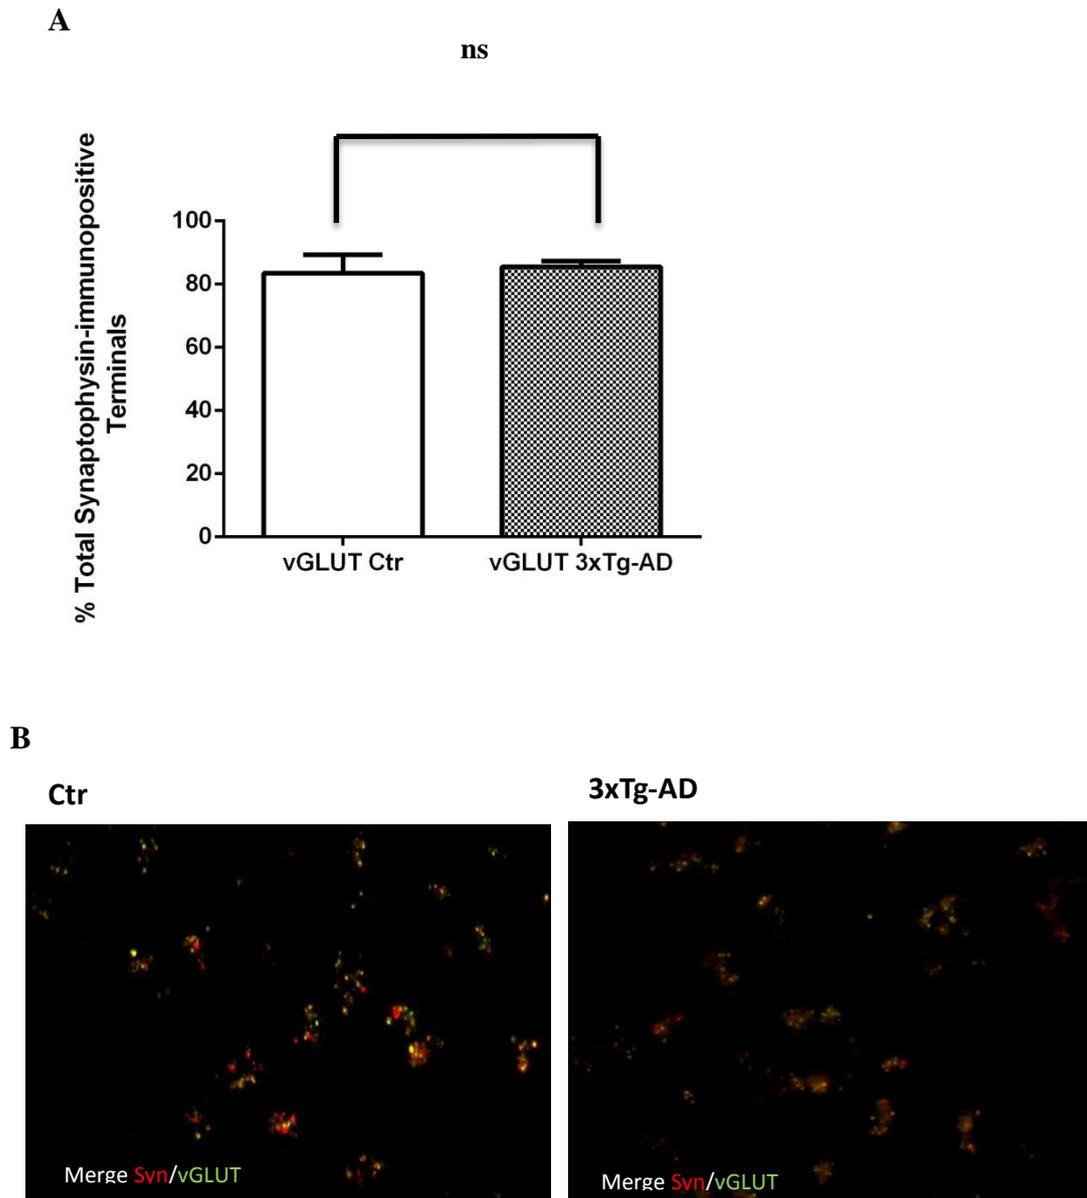 A
ns
% Total Synaptophysin-immunopositive
Terminals
100
80
60
40
20
0
vGLUT Ctr
vGLUT 3xTg-AD
B
Ctr
3xTg-AD
Merge Syn/vGLUT
Merge Syn/vGLUT